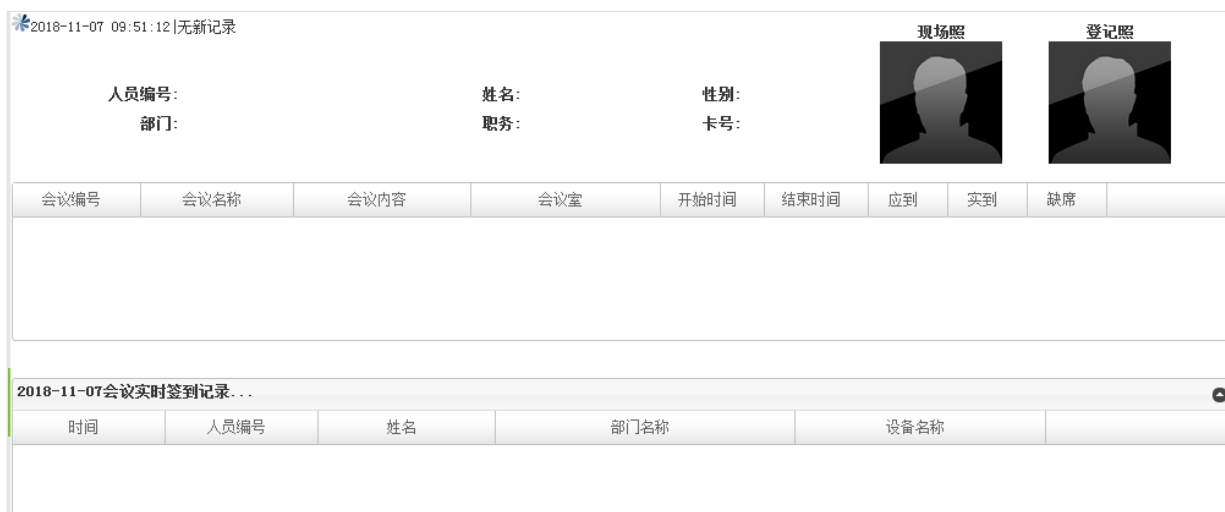 2018-11-07 09:51:12|无新记录
现场照 登记照
人员编号: 姓名: 性别:
部门: 职务: 卡号:
会议编号 会议名称 会议内容 会议室 开始时间 结束时间 应到 实到 缺席
2018-11-07会议实时签到记录...
时间 人员编号 姓名 部门名称 设备名称